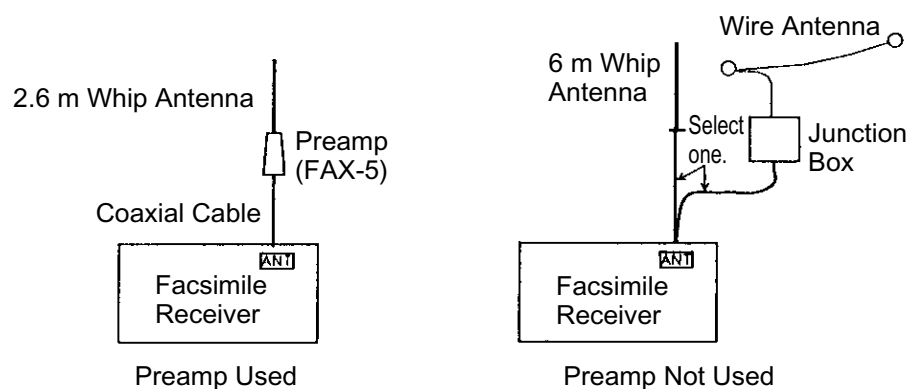 2.6 m Whip Antenna
Preamp
(FAX-5)
Coaxial Cable
ANT
Facsimile
Receiver
Preamp Used
Wire Antenna
6 m Whip
Antenna
Select
one.
Junction
Box
ANT
Facsimile
Receiver
Preamp Not Used